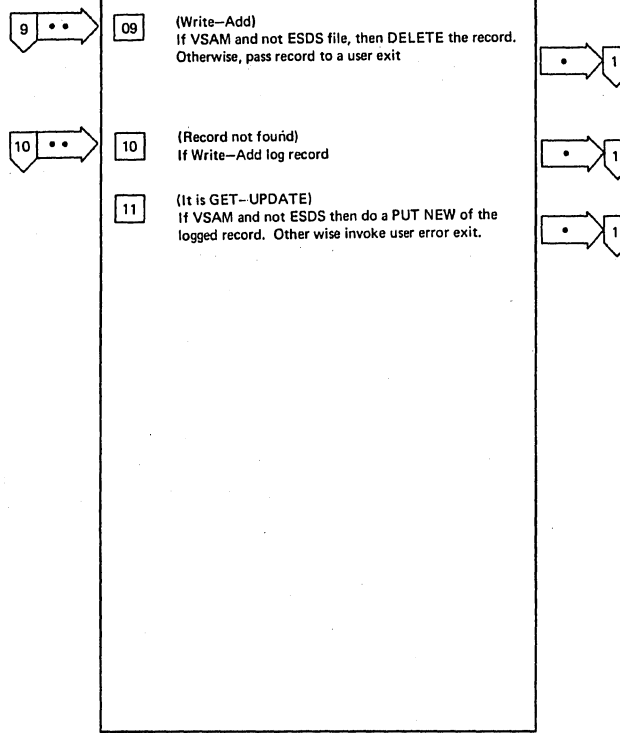 9 • • 09 (Write—Add)
If VSAM and not ESDS file, then DELETE the record.
Otherwise, pass record to a user exit
• 1
10 • • 10 (Record not found)
If Write—Add log record
• 1
11 (It is GET—UPDATE)
If VSAM and not ESDS then do a PUT NEW of the
logged record. Other wise invoke user error exit.
• 1